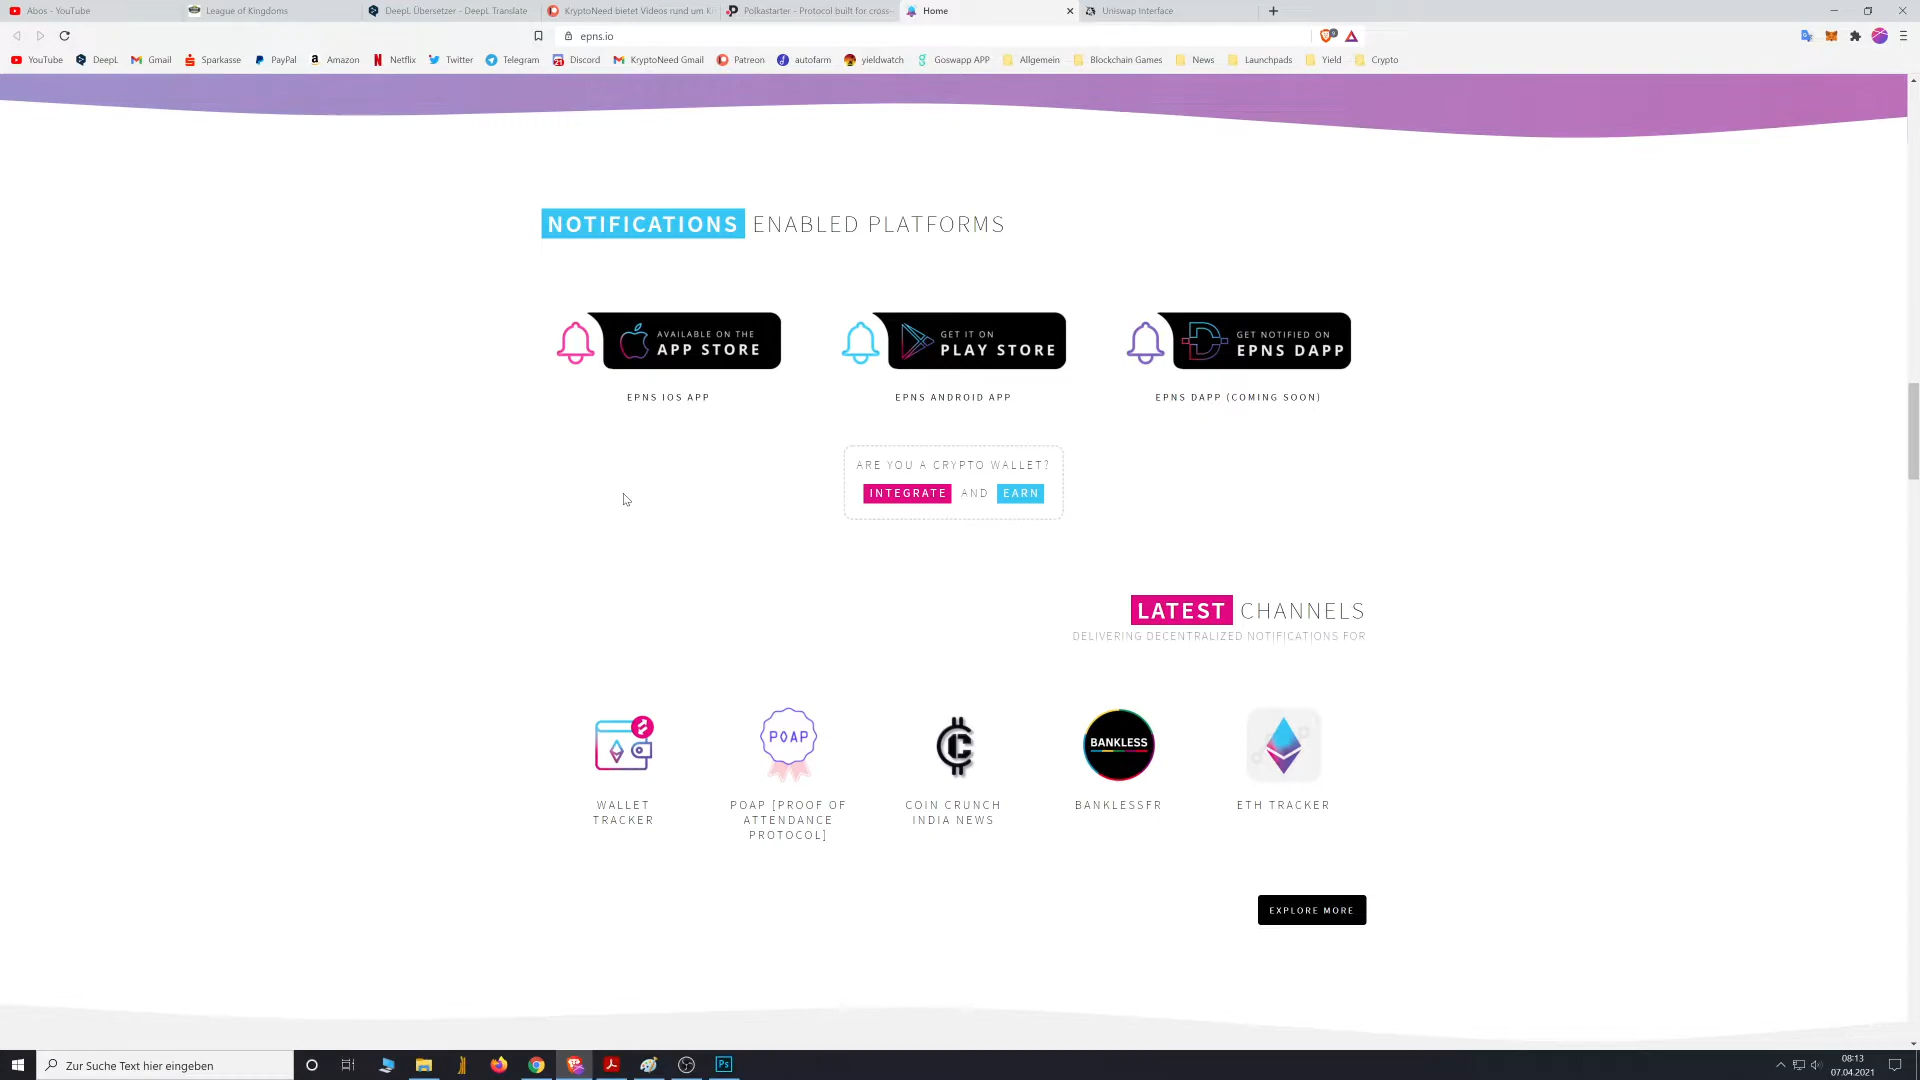 Abos - YouTube
League of Kingdoms
DeepL Übersetzer - DeepL Translate
KryptoNeed bietet Videos rund um K
Polkastarter - Protocol built for cross-
Home
Uniswap Interface
epns.io
YouTube
DeepL
Gmail
Sparkasse
PayPal
Amazon
Netflix
Twitter
Telegram
Discord
KryptoNeed Gmail
Patreon
autofarm
yieldwatch
Goswapp APP
Allgemein
Blockchain Games
News
Launchpads
Yield
Crypto
NOTIFICATIONS ENABLED PLATFORMS
AVAILABLE ON THE
APP STORE
GET IT ON
PLAY STORE
GET NOTIFIED ON
EPNS DAPP
EPNS IOS APP
EPNS ANDROID APP
EPNS DAPP (COMING SOON)
ARE YOU A CRYPTO WALLET?
INTEGRATE AND EARN
LATEST CHANNELS
DELIVERING DECENTRALIZED NOTIFICATIONS FOR
POAP
BANKLESS
WALLET
TRACKER
POAP [PROOF OF
ATTENDANCE
PROTOCOL]
COIN CRUNCH
INDIA NEWS
BANKLESSFR
ETH TRACKER
EXPLORE MORE
Zur Suche Text hier eingeben
Ps
08:13
07.04.2021